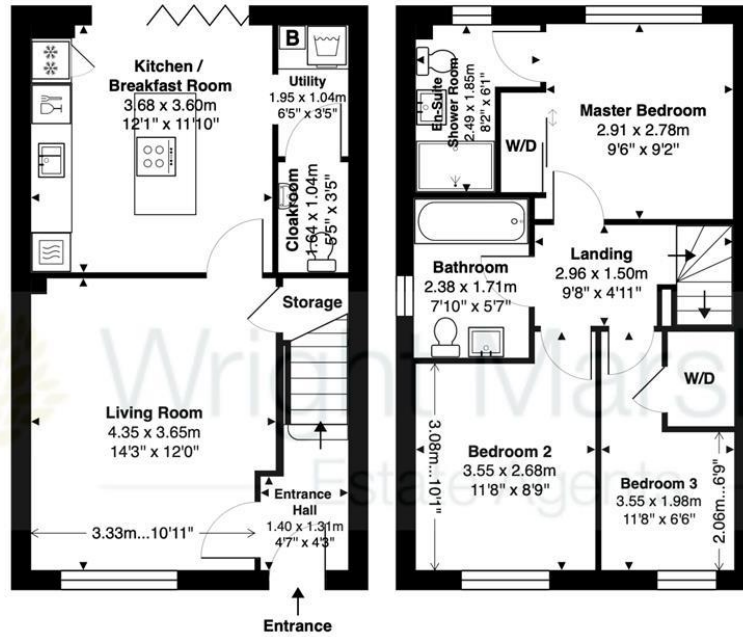 Kitchen /
Breakfast Room
3.68 x 3.60m
12'1" x 11'10"
B
Utility
1.95 x 1.04m
6'5" x 3'5"
Cloakroom
1.64 x 1.04m
5'5" x 3'5"
Storage
Living Room
4.35 x 3.65m
14'3" x 12'0"
3.33m...10'11"
Entrance
Hall
1.40 x 1.31m
4'7" x 4'3"
Entrance
En-Suite
Shower Room
2.49 x 1.85m
8'2" x 6'1"
W/D
Master Bedroom
2.91 x 2.78m
9'6" x 9'2"
Bathroom
2.38 x 1.71m
7'10" x 5'7"
Landing
2.96 x 1.50m
9'8" x 4'11"
W/D
3.08m...10'1"
Bedroom 2
3.55 x 2.68m
11'8" x 8'9"
Bedroom 3
3.55 x 1.98m
11'8" x 6'6"
2.06m...6'9"
Wright Mars
Estate Agents